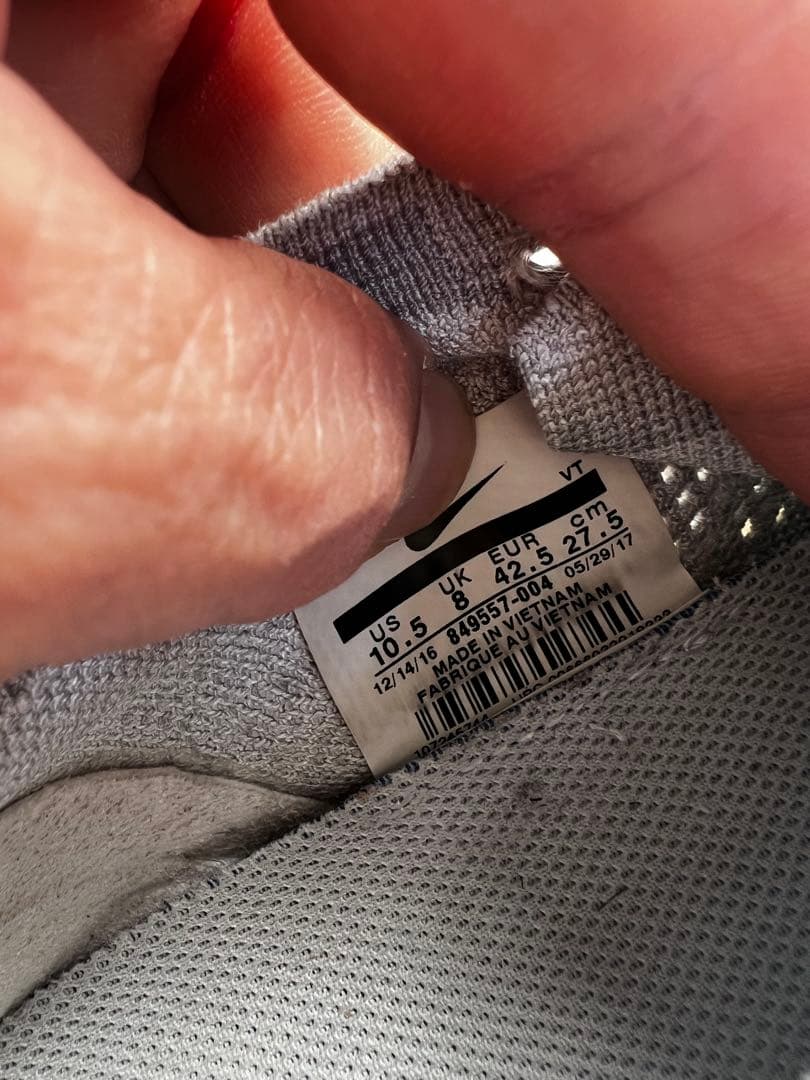 VT
US UK EUR cm
10.5 8 42.5 27.5
12/14/16 849557-004 05/29/17
MADE IN VIETNAM
FABRIQUE AU VIETNAM